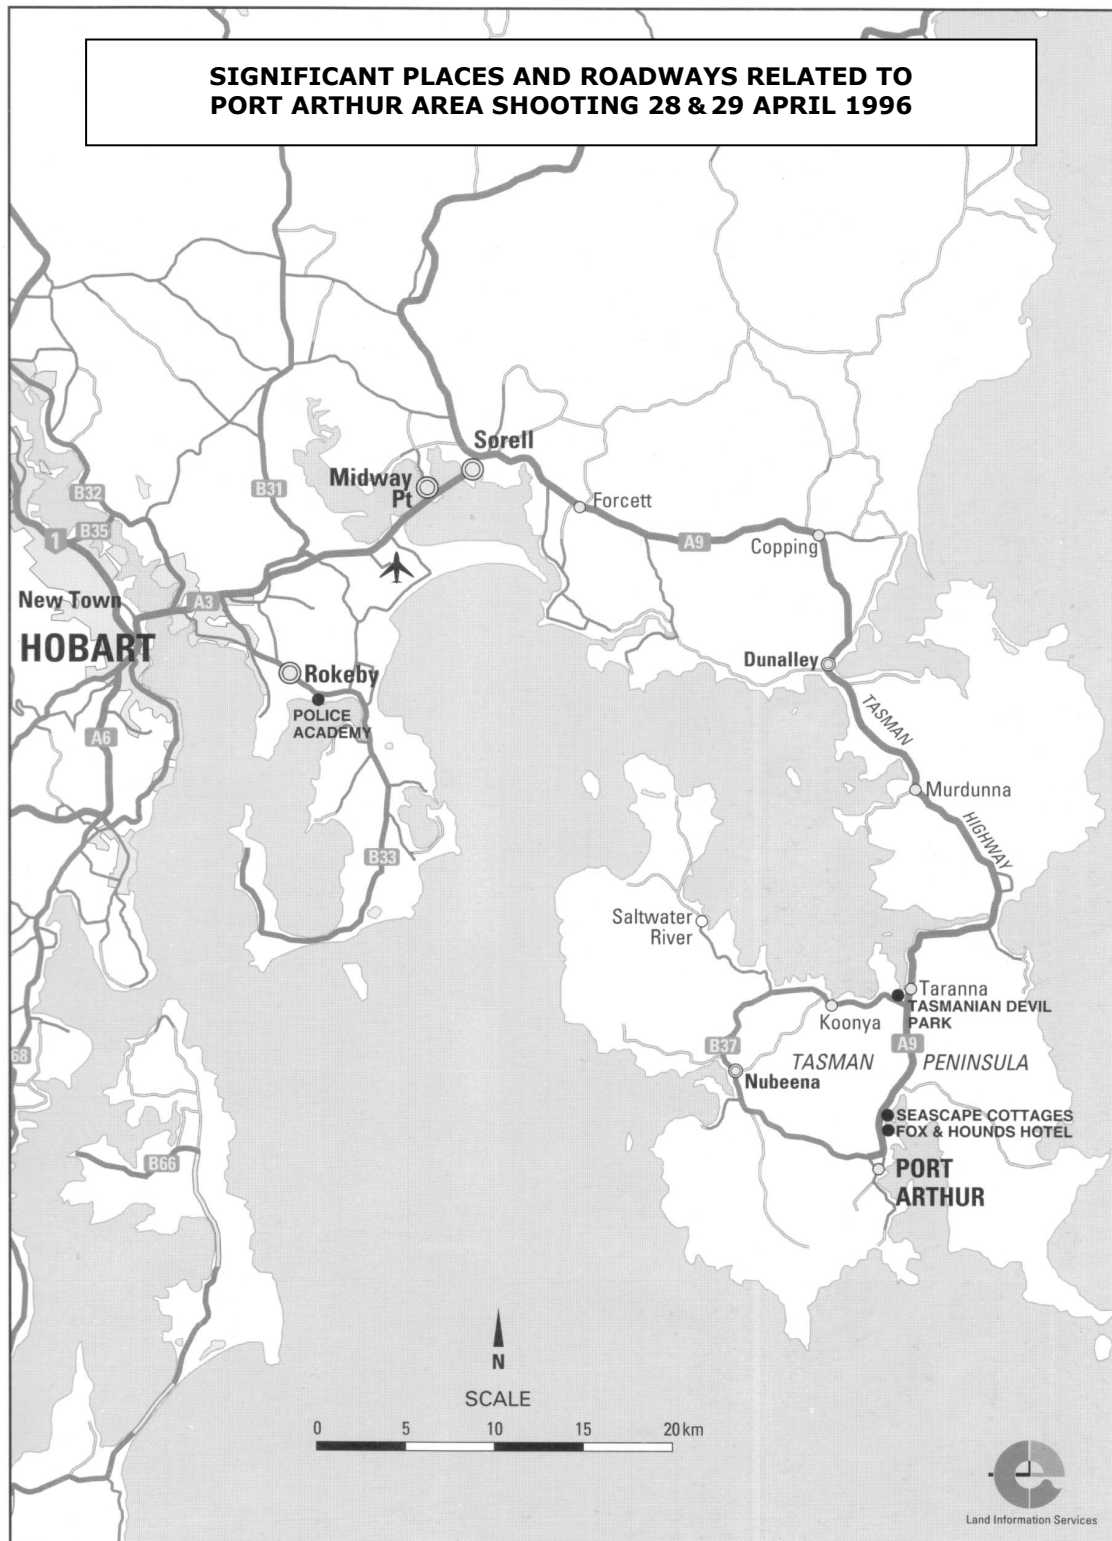 SIGNIFICANT PLACES AND ROADWAYS RELATED TO
PORT ARTHUR AREA SHOOTING 28 & 29 APRIL 1996
Sorell
Midway
Pt
B32
B31
Forcett
1
B35
A9
Copping
New Town
A3
HOBART
Dunalley
Rokeby
POLICE
ACADEMY
TASMAN
A6
Murdunna
HIGHWAY
B33
Saltwater
River
Taranna
TASMANIAN DEVIL
PARK
Koonya
B37
A9
68
TASMAN
PENINSULA
Nubeena
SEASCAPE COTTAGES
FOX & HOUNDS HOTEL
B66
PORT
ARTHUR
N
SCALE
0 5 10 15 20 km
Land Information Services